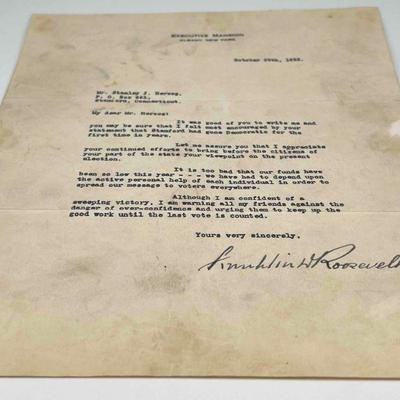 EXECUTIVE MANSION
ALBANY, NEW YORK
October 29th, 1932.
Mr. Stanley I. Herzog,
P. O. Box 843,
Stamford, Connecticut.
My dear Mr. Herzog:
It was good of you to write me and
you may be sure that I felt most encouraged by your
statement that Stamford had gone Democratic for the
first time in years.
Let me assure you that I appreciate
your continued efforts to bring before the citizens of
your part of the state your viewpoint on the present
election.
It is too bad that our funds have
been so low this year - - - we have had to depend upon
the active personal help of each individual in order to
spread our message to voters everywhere.
Although I am confident of a
sweeping victory, I am warning all my friends against the
danger of over-confidence and urging them to keep up the
good work until the last vote is counted.
Yours very sincerely,
Franklin D Roosevelt